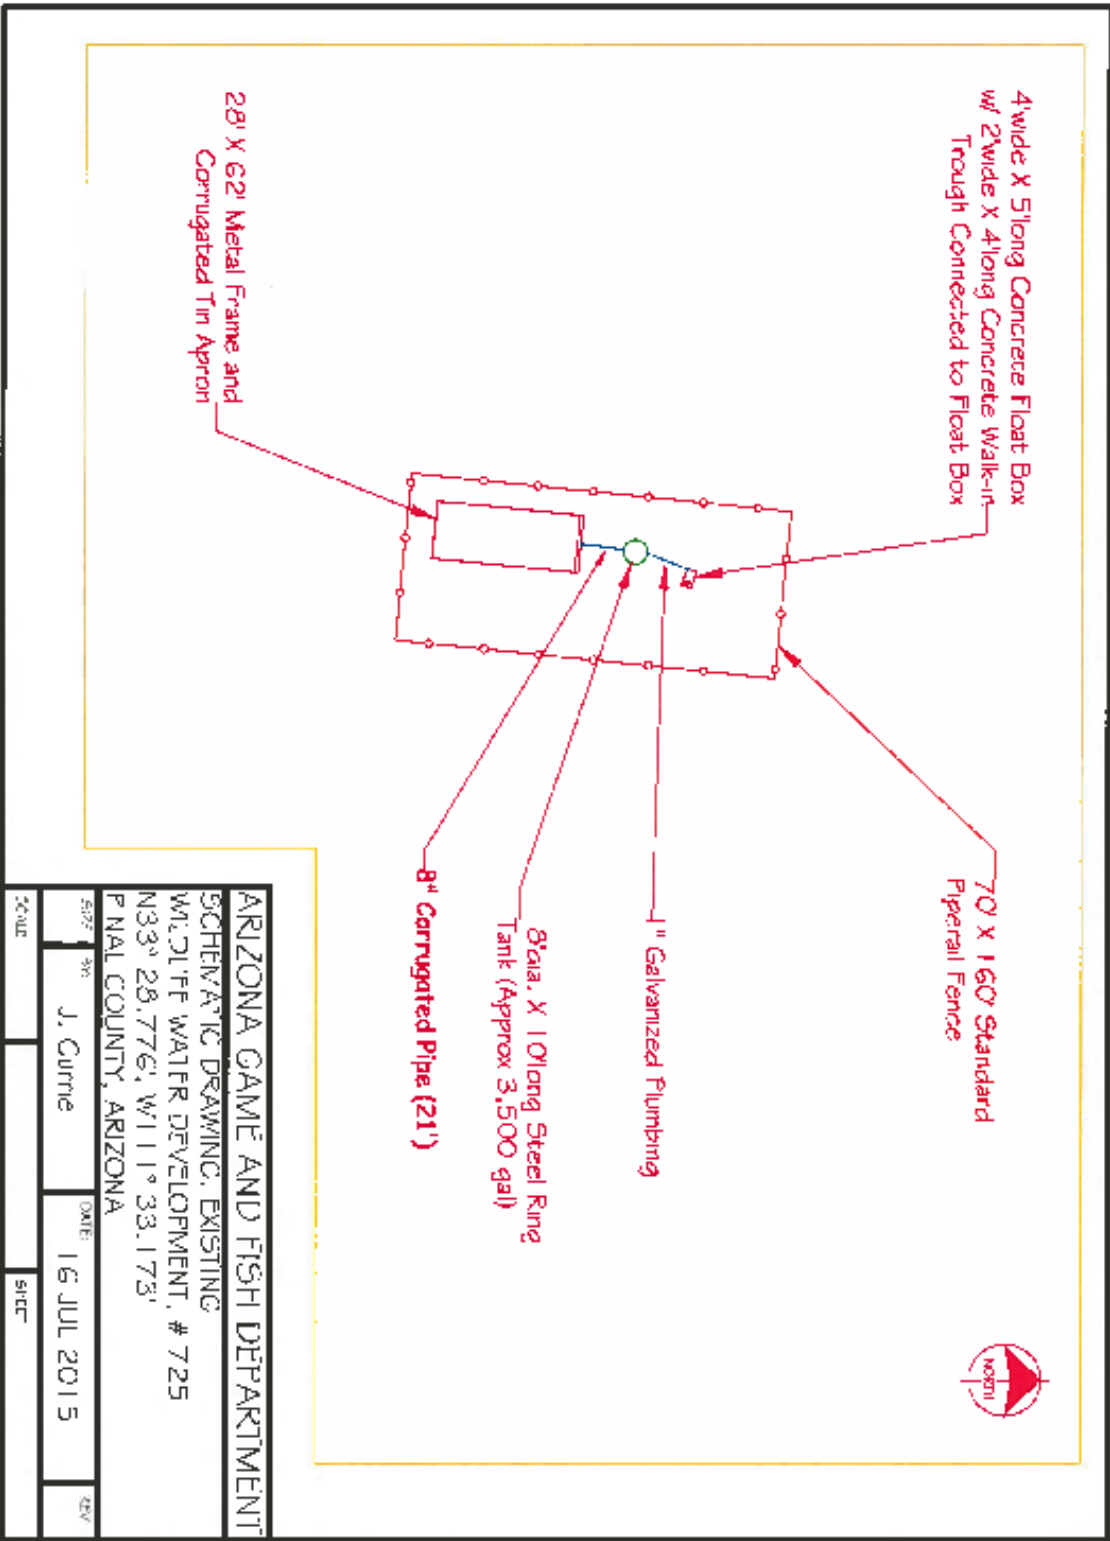 4'wide X 5'long Concrete Float Box
w/ 2'wide X 4'long Concrete Walk-in
Trough Connected to Float Box
70' X 160' Standard
Piperail Fence
NORTH
1" Galvanized Plumbing
8'dia. X 10'long Steel Ring
Tank (Approx 3,500 gal)
8" Corrugated Pipe (21')
28' X 62' Metal Frame and
Corrugated Tin Apron
ARIZONA GAME AND FISH DEPARTMENT
SCHEMATIC DRAWING, EXISTING
WILDLIFE WATER DEVELOPMENT, # 725
N33° 28.776', W111° 33.173'
PINAL COUNTY, ARIZONA
SIZE
J. Currie
DATE:
16 JUL 2015
REV
SCALE
SHEET